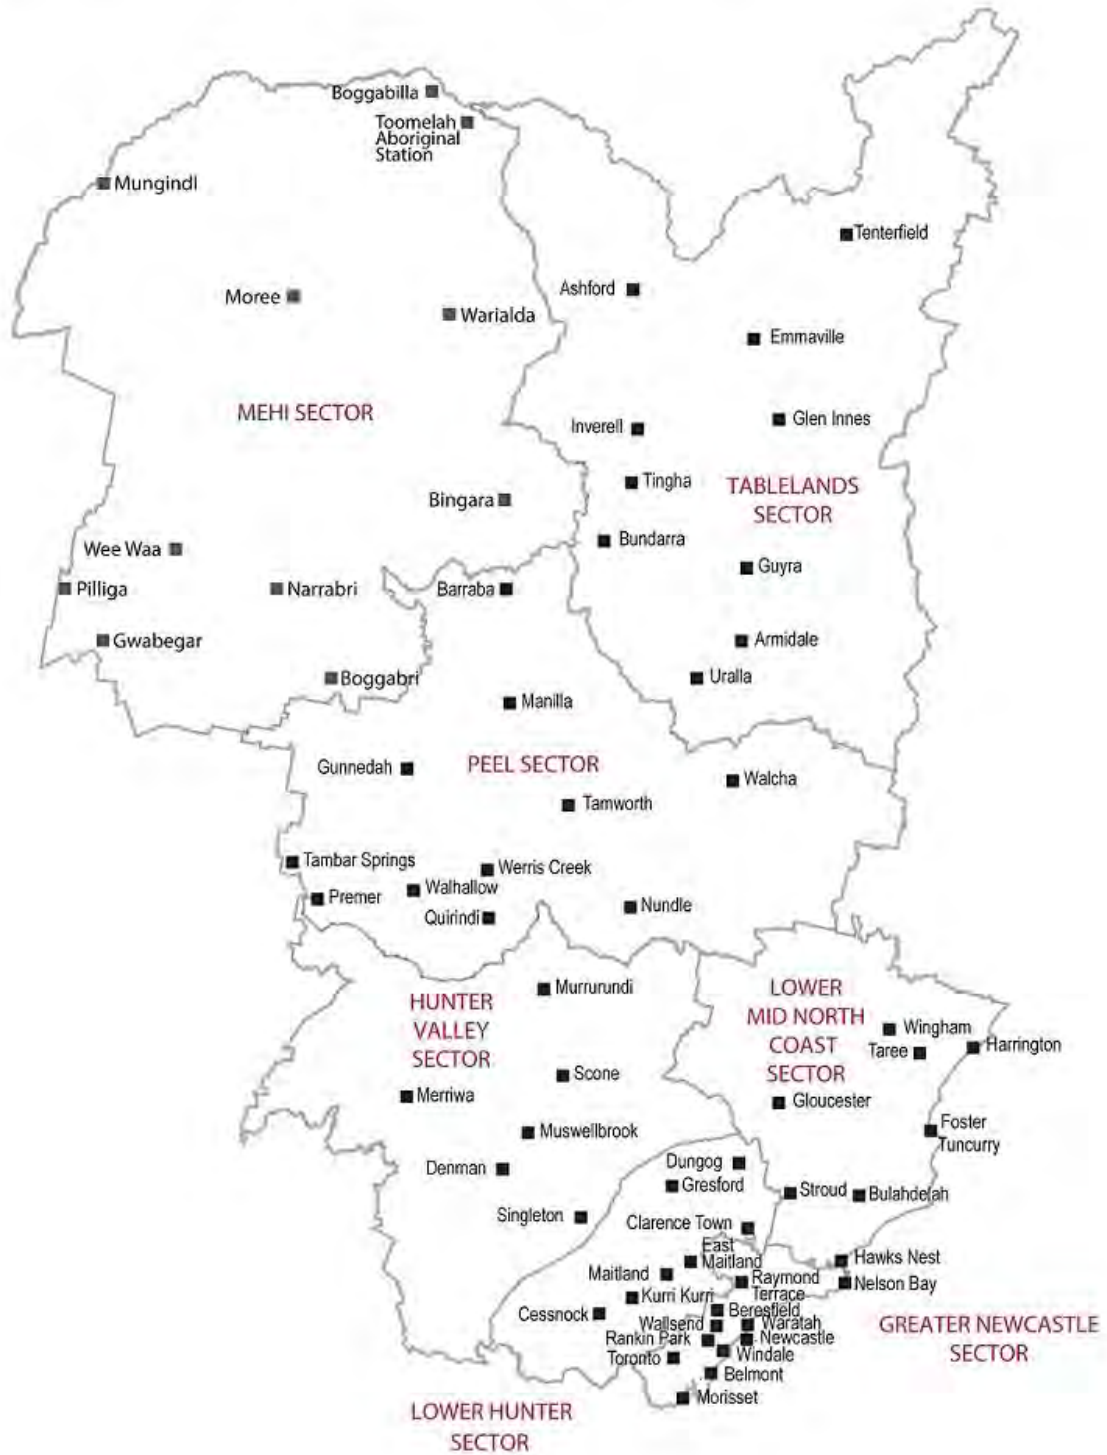 Boggabilla
Toomelah
Aboriginal
Station
Mungindl
Tenterfield
Ashford
Moree
Warialda
Emmaville
MEHI SECTOR
Glen Innes
Inverell
Tingha
TABLELANDS
SECTOR
Bingara
Bundarra
Wee Waa
Guyra
Pilliga
Narrabri
Barraba
Gwabegar
Armidale
Boggabri
Uralla
Manilla
Gunnedah
PEEL SECTOR
Walcha
Tamworth
Tambar Springs
Werris Creek
Walhallow
Premer
Nundle
Quirindi
Murrurundi
HUNTER
VALLEY
SECTOR
LOWER
MID NORTH
COAST
SECTOR
Wingham
Taree
Harrington
Scone
Merriwa
Gloucester
Foster
Tuncurry
Muswellbrook
Denman
Dungog
Gresford
Stroud
Bulahdelah
Singleton
Clarence Town
East
Maitland
Hawks Nest
Maitland
Raymond
Terrace
Nelson Bay
Kurri Kurri
Cessnock
Beresfield
Wallsend
Waratah
Rankin Park
Newcastle
Toronto
Windale
GREATER NEWCASTLE
SECTOR
Belmont
Morisset
LOWER HUNTER
SECTOR